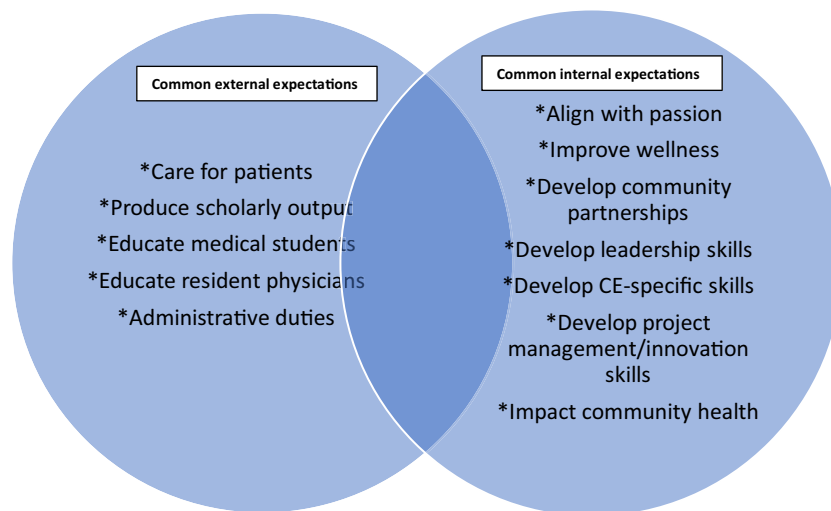 Common external expectations
*Care for patients
*Produce scholarly output
*Educate medical students
*Educate resident physicians
*Administrative duties
Common internal expectations
*Align with passion
*Improve wellness
*Develop community
partnerships
*Develop leadership skills
*Develop CE-specific skills
*Develop project
management/innovation
skills
*Impact community health